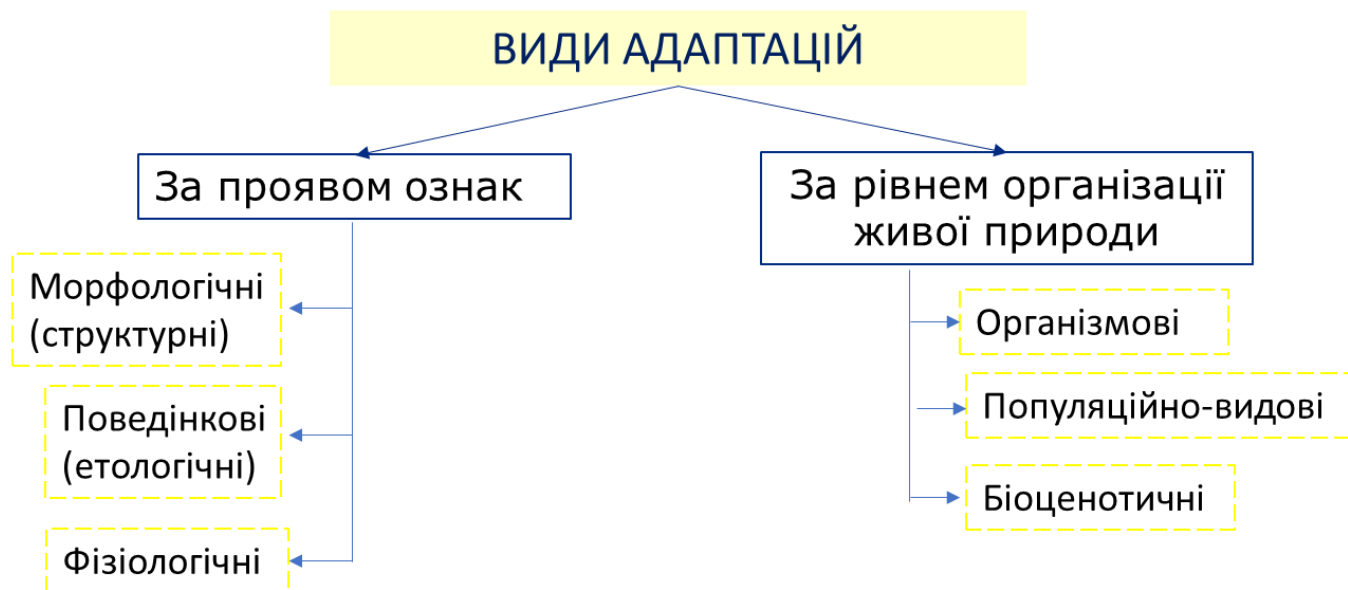 ВИДИ АДАПТАЦІЙ
За проявом ознак
Морфологічні
(структурні)
Поведінкові
(етологічні)
Фізіологічні
За рівнем організації
живої природи
Організмові
Популяційно-видові
Біоценотичні